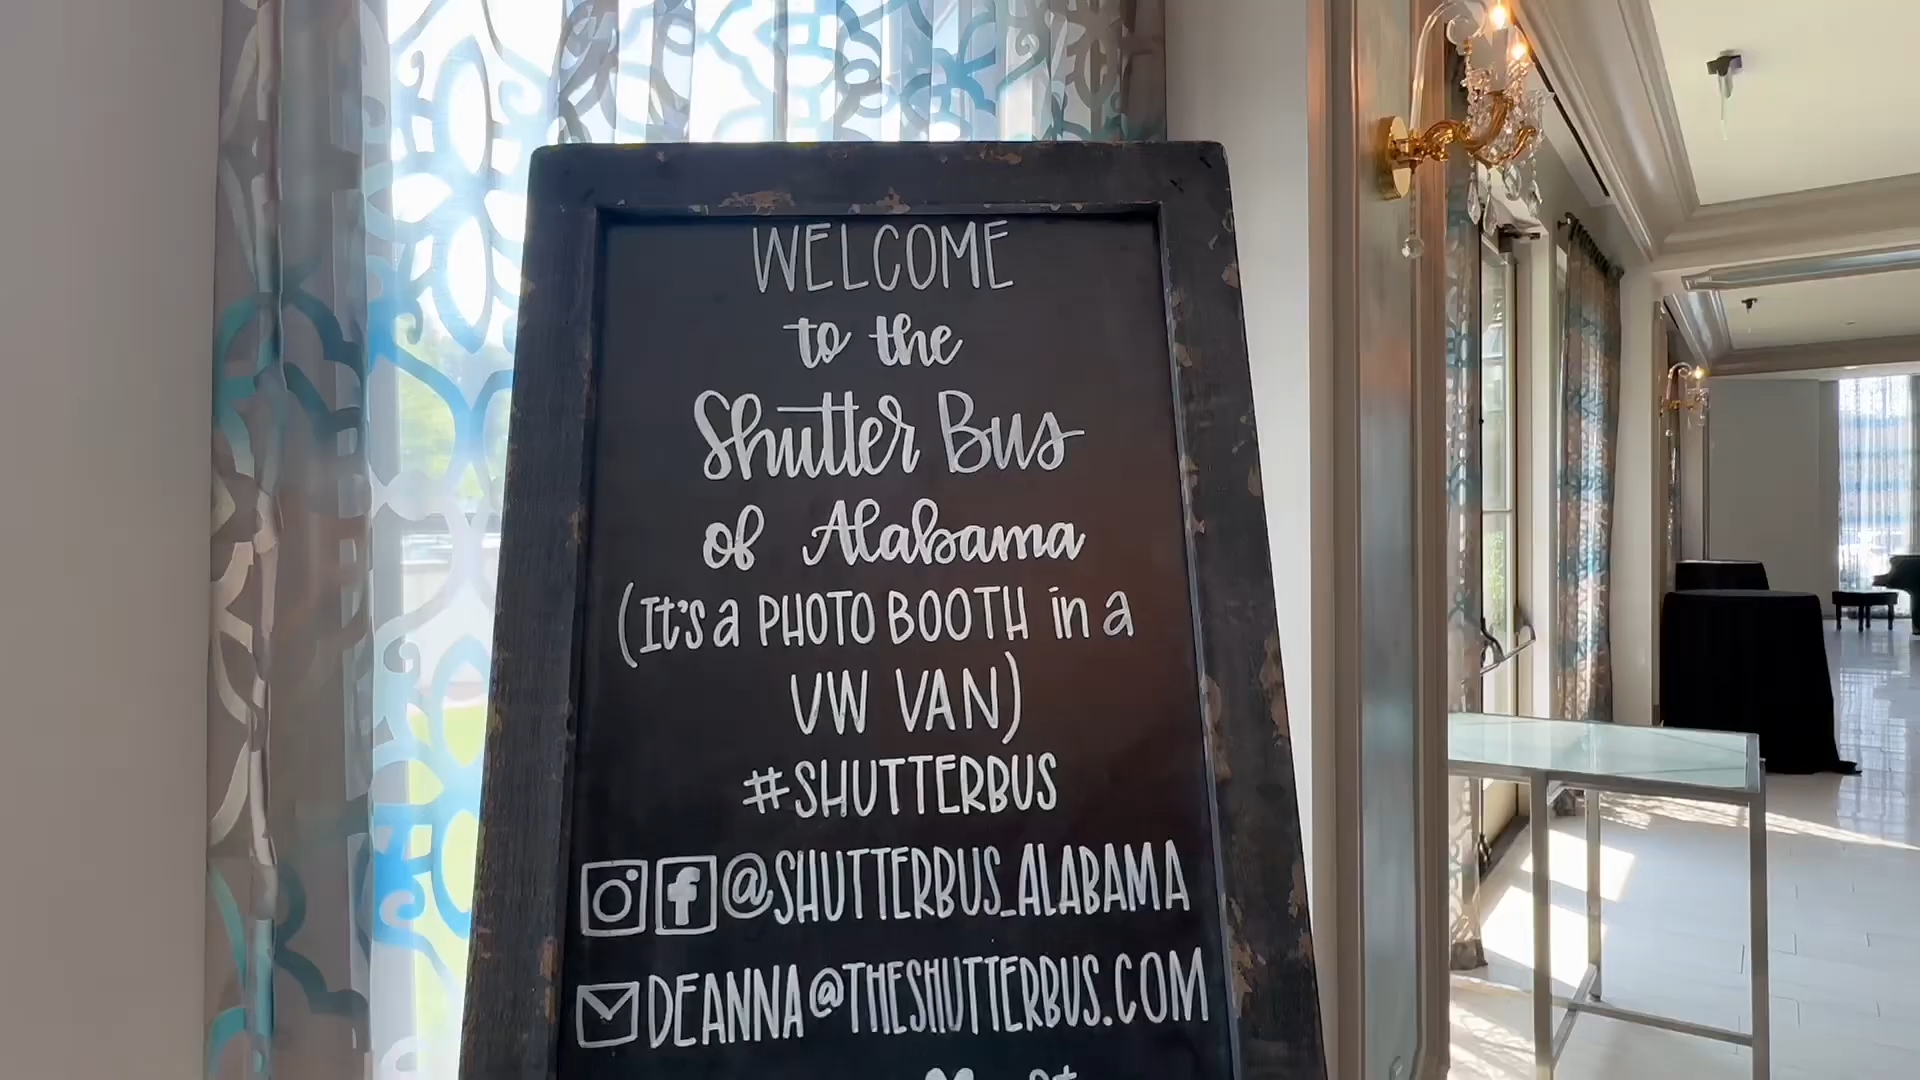 WELCOME
to the
Shutter Bus
of Alabama
(It's a PHOTO BOOTH in a
VW VAN)
#SHUTTERBUS
@SHUTTERBUS_ALABAMA
DEANNA@THESHUTTERBUS.COM